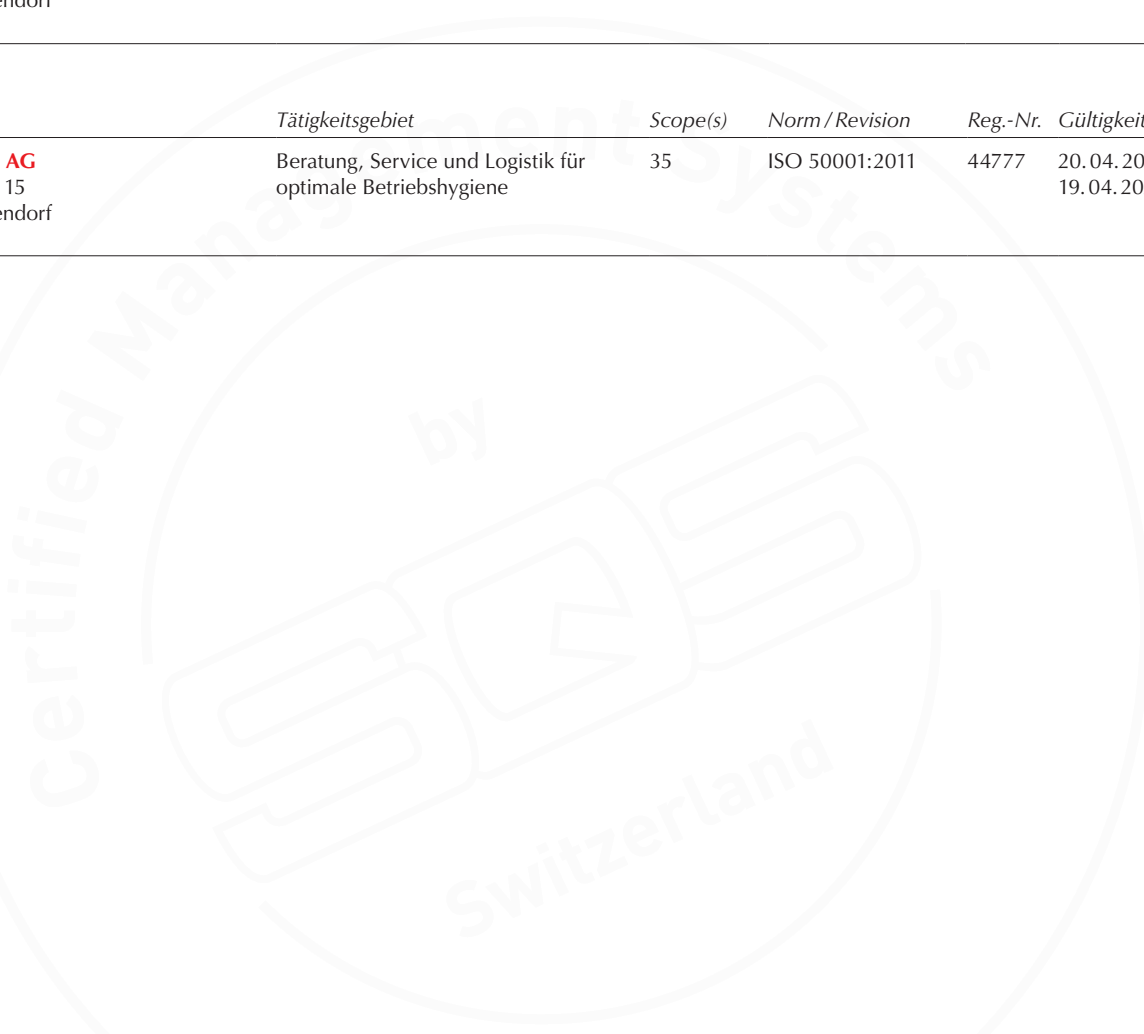 endorf
Tätigkeitsgebiet Scope(s) Norm / Revision Reg.-Nr. Gültigkeit
AG Beratung, Service und Logistik für 35 ISO 50001:2011 44777 20. 04. 20
15 optimale Betriebshygiene 19. 04. 20
endorf
Certified Management Systems
by
SQS
Switzerland